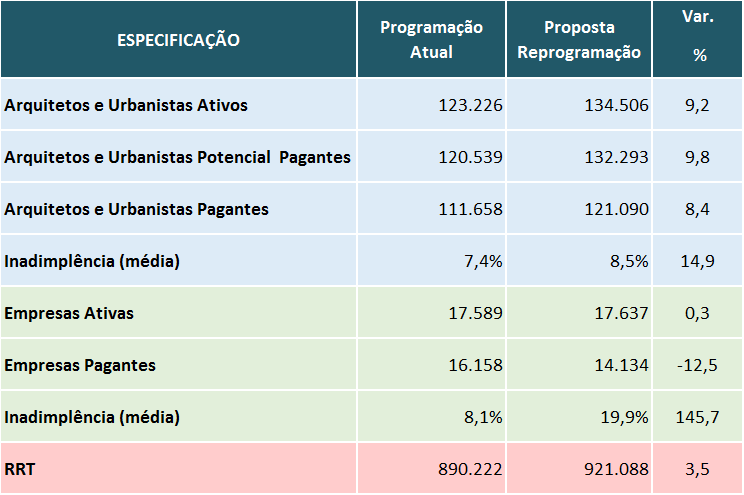 ESPECIFICAÇÃO Programação Atual Proposta Reprogramação Var. %
Arquitetos e Urbanistas Ativos 123.226 134.506 9,2
Arquitetos e Urbanistas Potencial Pagantes 120.539 132.293 9,8
Arquitetos e Urbanistas Pagantes 111.658 121.090 8,4
Inadimplência (média) 7,4% 8,5% 14,9
Empresas Ativas 17.589 17.637 0,3
Empresas Pagantes 16.158 14.134 -12,5
Inadimplência (média) 8,1% 19,9% 145,7
RRT 890.222 921.088 3,5